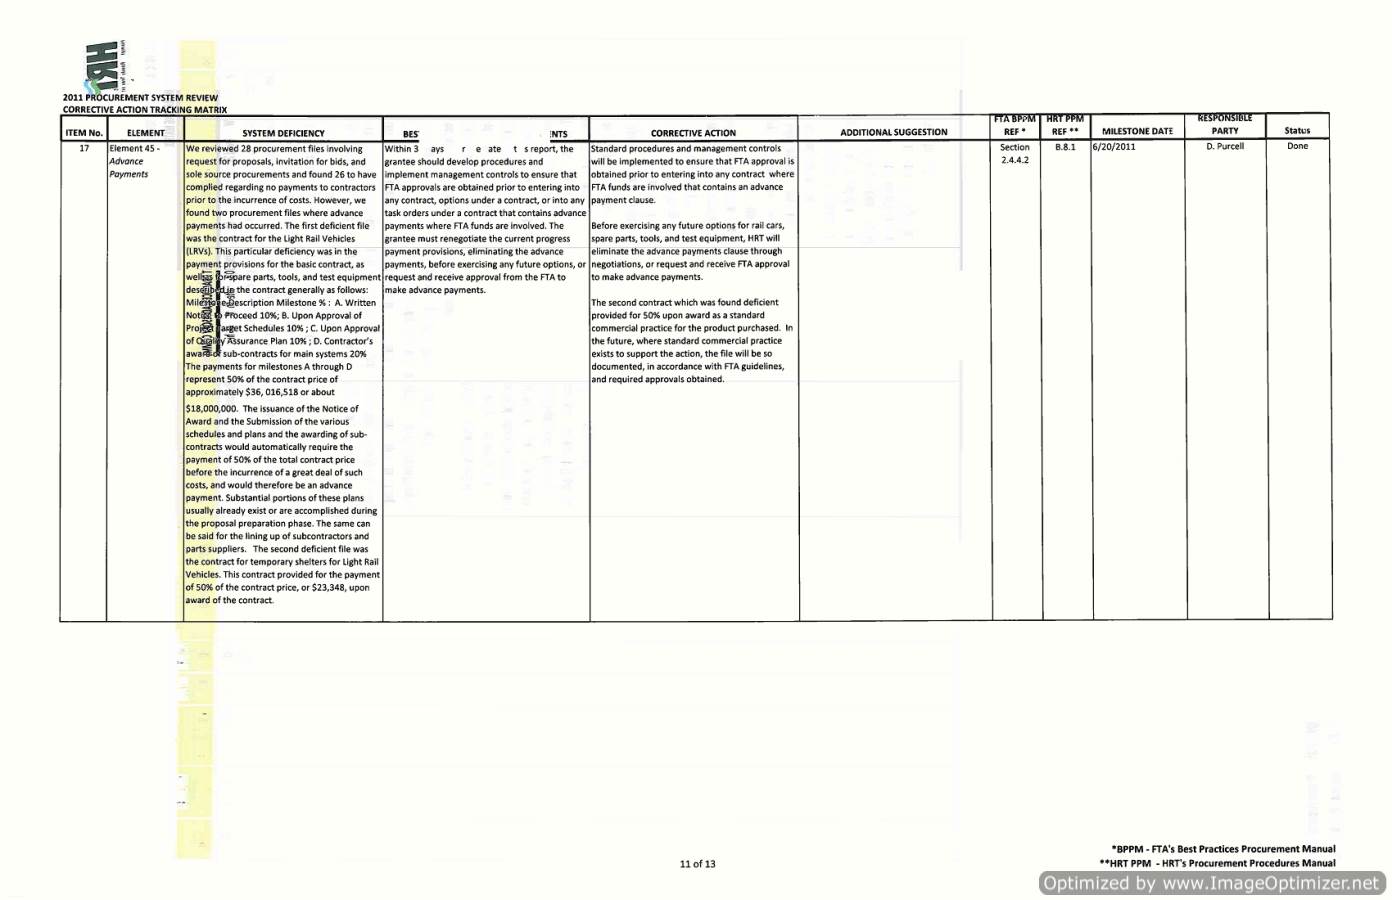 HRT
2011 PROCUREMENT SYSTEM REVIEW
CORRECTIVE ACTION TRACKING MATRIX
ITEM No.
ELEMENT
SYSTEM DEFICIENCY
BES NTS
CORRECTIVE ACTION
ADDITIONAL SUGGESTION
FTA BPPM
REF *
HRT PPM
REF **
MILESTONE DATE
RESPONSIBLE
PARTY
Status
17
Element 45 -
Advance
Payments
We reviewed 28 procurement files involving
request for proposals, invitation for bids, and
sole source procurements and found 26 to have
complied regarding no payments to contractors
prior to the incurrence of costs. However, we
found two procurement files where advance
payments had occurred. The first deficient file
was the contract for the Light Rail Vehicles
(LRVs). This particular deficiency was in the
payment provisions for the basic contract, as
well as for spare parts, tools, and test equipment
described in the contract generally as follows:
Milestone Description Milestone % : A. Written
Notice to Proceed 10%; B. Upon Approval of
Project Target Schedules 10% ; C. Upon Approval
of Quality Assurance Plan 10% ; D. Contractor's
award of sub-contracts for main systems 20%
The payments for milestones A through D
represent 50% of the contract price of
approximately $36, 016,518 or about
$18,000,000. The issuance of the Notice of
Award and the Submission of the various
schedules and plans and the awarding of sub-
contracts would automatically require the
payment of 50% of the total contract price
before the incurrence of a great deal of such
costs, and would therefore be an advance
payment. Substantial portions of these plans
usually already exist or are accomplished during
the proposal preparation phase. The same can
be said for the lining up of subcontractors and
parts suppliers. The second deficient file was
the contract for temporary shelters for Light Rail
Vehicles. This contract provided for the payment
of 50% of the contract price, or $23,348, upon
award of the contract.
Within 3 ays r e ate t s report, the
grantee should develop procedures and
implement management controls to ensure that
FTA approvals are obtained prior to entering into
any contract, options under a contract, or into any
task orders under a contract that contains advance
payments where FTA funds are involved. The
grantee must renegotiate the current progress
payment provisions, eliminating the advance
payments, before exercising any future options, or
request and receive approval from the FTA to
make advance payments.
Standard procedures and management controls
will be implemented to ensure that FTA approval is
obtained prior to entering into any contract where
FTA funds are involved that contains an advance
payment clause.
Before exercising any future options for rail cars,
spare parts, tools, and test equipment, HRT will
eliminate the advance payments clause through
negotiations, or request and receive FTA approval
to make advance payments.
The second contract which was found deficient
provided for 50% upon award as a standard
commercial practice for the product purchased. In
the future, where standard commercial practice
exists to support the action, the file will be so
documented, in accordance with FTA guidelines,
and required approvals obtained.
Section
2.4.4.2
B.8.1
6/20/2011
D. Purcell
Done
*BPPM - FTA's Best Practices Procurement Manual
**HRT PPM - HRT's Procurement Procedures Manual
11 of 13
Optimized by www.ImageOptimizer.net